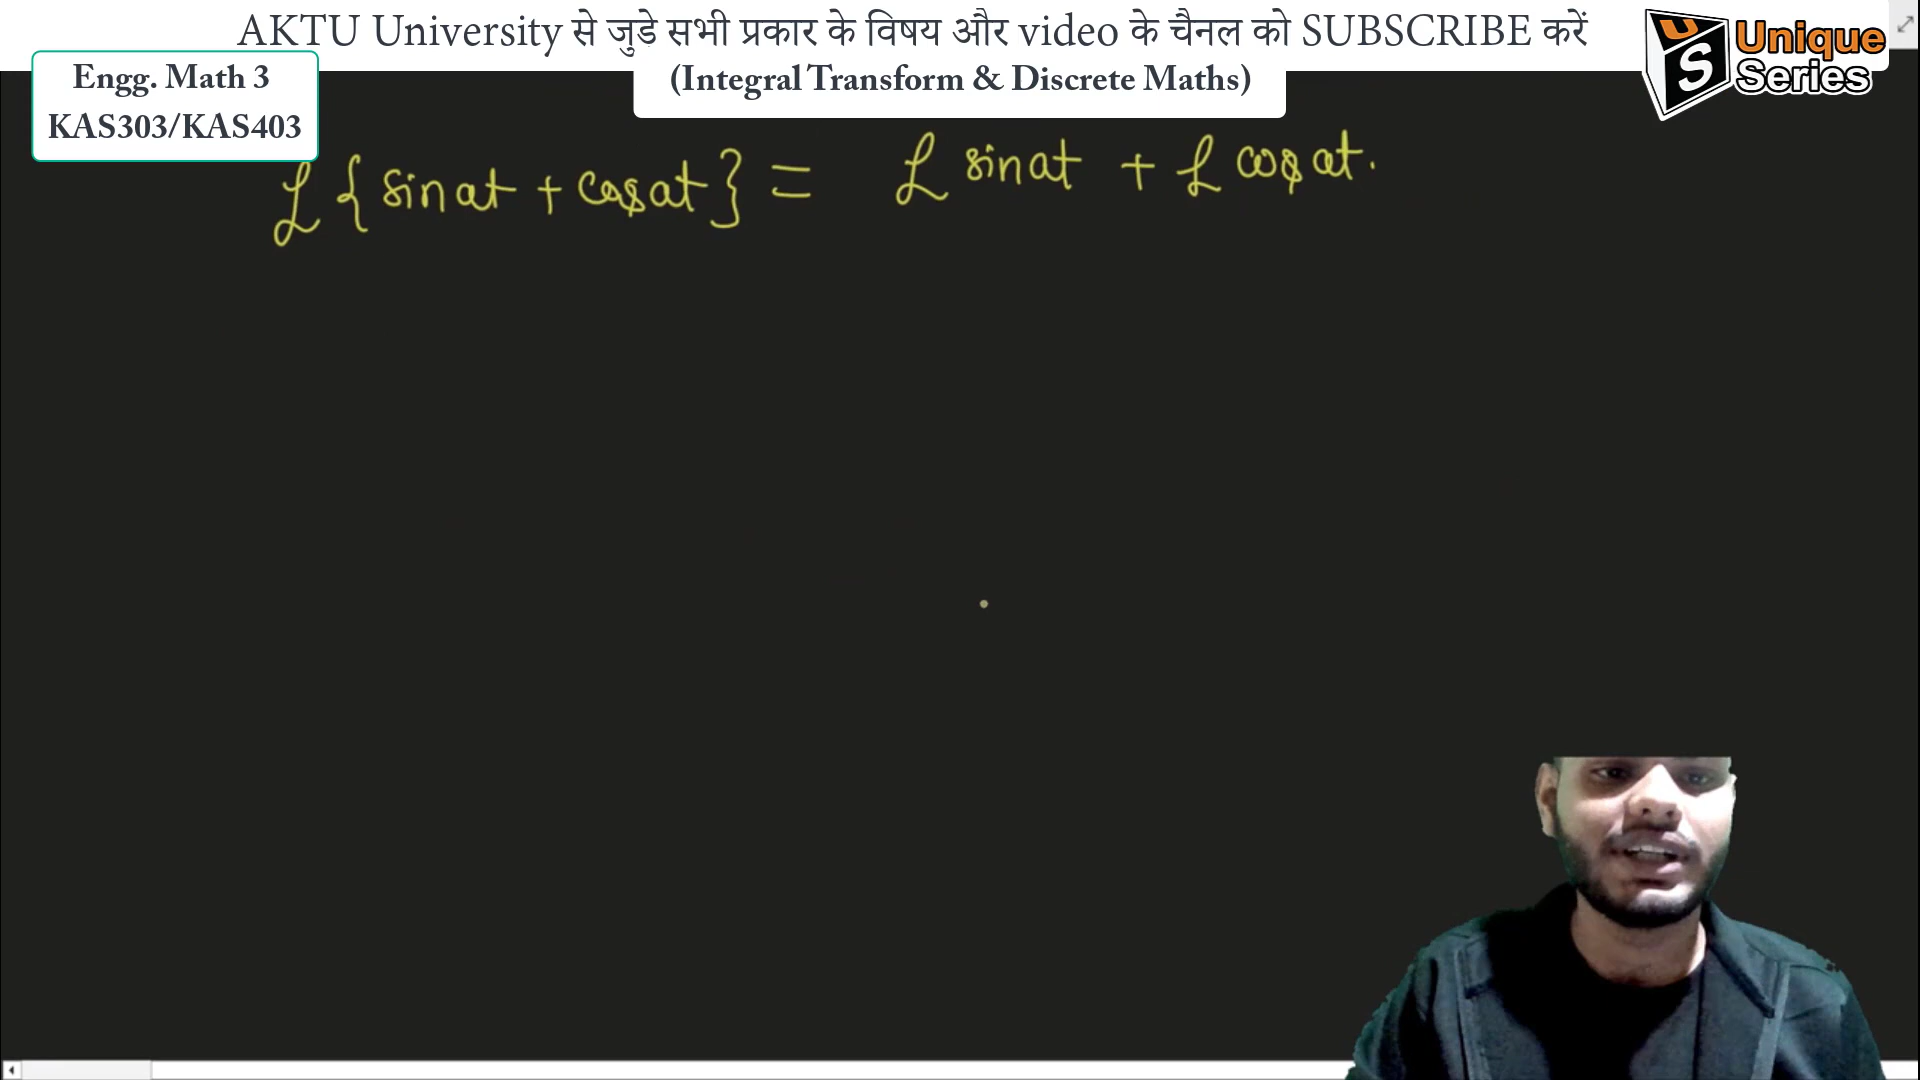 AKTU University से जुडे सभी प्रकार के विषय और video के चैनल को SUBSCRIBE करें
Unique
Series
US
Engg. Math 3
KAS303/KAS403
(Integral Transform & Discrete Maths)
ℒ{sinat + cosat} = ℒ sinat + ℒ cosat.